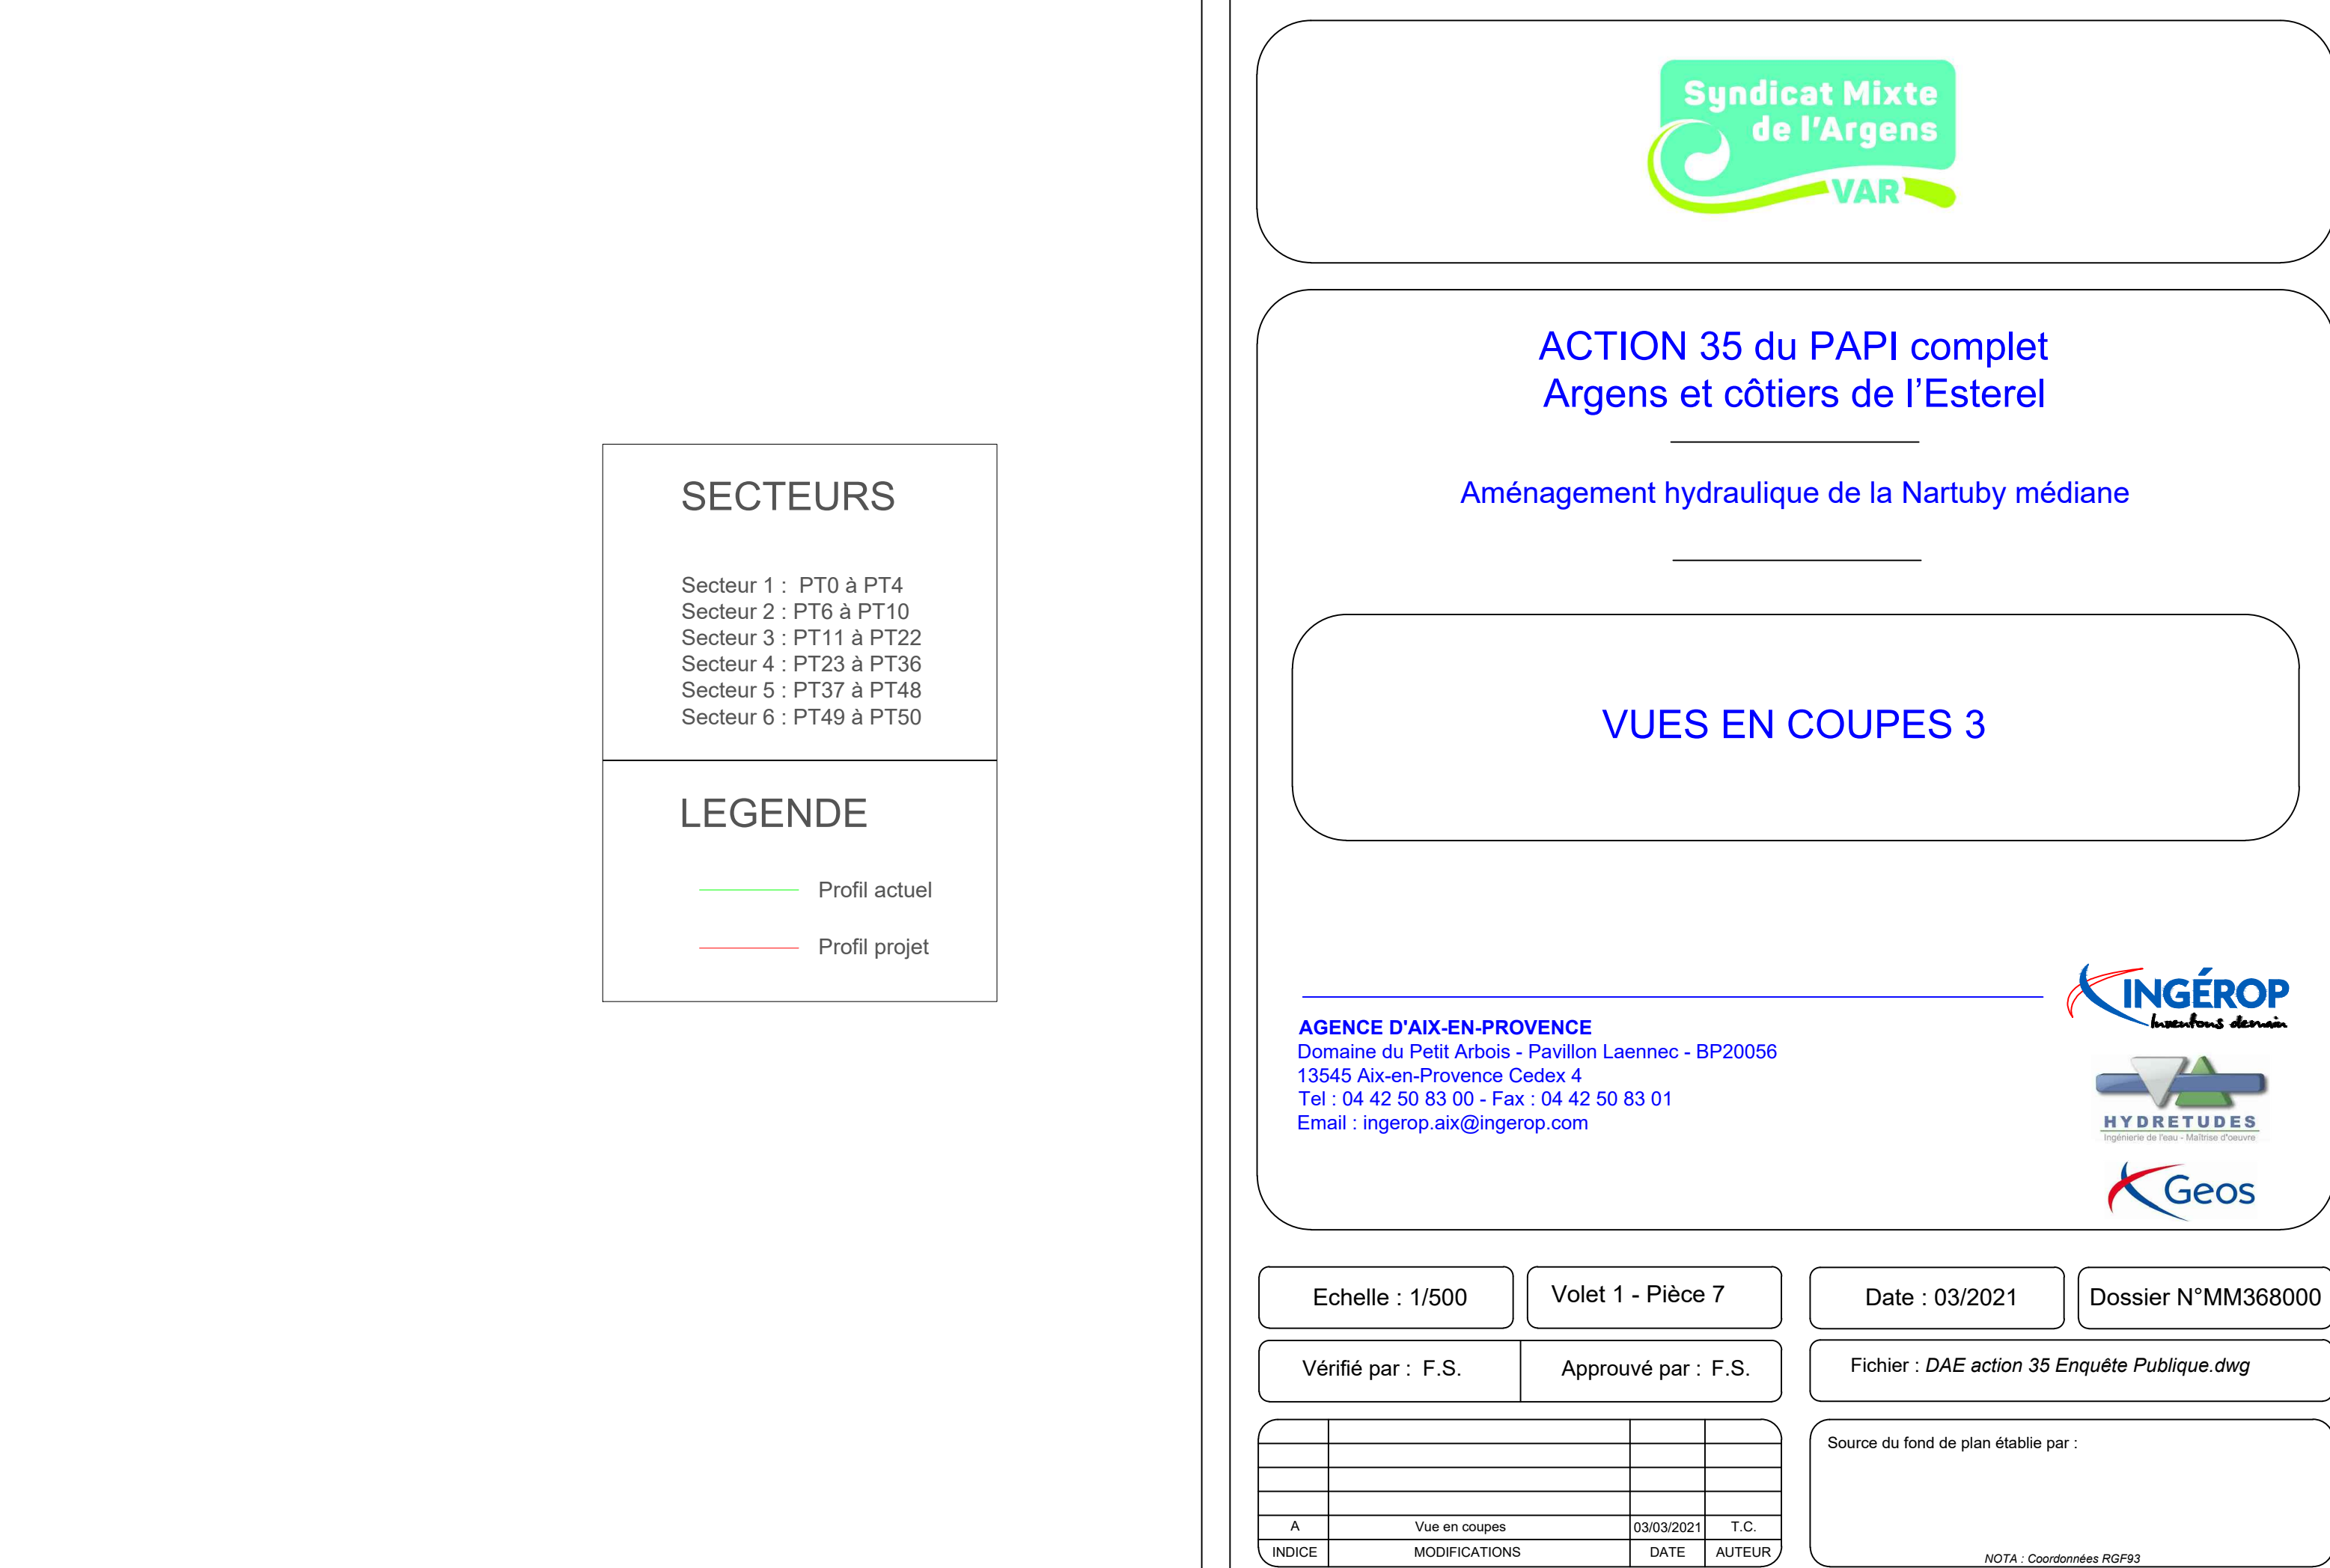 SECTEURS
Secteur 1 : PT0 à PT4
Secteur 2 : PT6 à PT10
Secteur 3 : PT11 à PT22
Secteur 4 : PT23 à PT36
Secteur 5 : PT37 à PT48
Secteur 6 : PT49 à PT50
LEGENDE
Profil actuel
Profil projet
Syndicat Mixte
de l'Argens
VAR
ACTION 35 du PAPI complet
Argens et côtiers de l’Esterel
Aménagement hydraulique de la Nartuby médiane
VUES EN COUPES 3
INGÉROP
Inventons demain
AGENCE D'AIX-EN-PROVENCE
Domaine du Petit Arbois - Pavillon Laennec - BP20056
13545 Aix-en-Provence Cedex 4
Tel : 04 42 50 83 00 - Fax : 04 42 50 83 01
Email : ingerop.aix@ingerop.com
HYDRETUDES
Ingénierie de l'eau - Maîtrise d'oeuvre
Geos
Echelle : 1/500
Volet 1 - Pièce 7
Date : 03/2021
Dossier N°MM368000
Vérifié par : F.S.
Approuvé par : F.S.
Fichier : DAE action 35 Enquête Publique.dwg
Source du fond de plan établie par :
A Vue en coupes 03/03/2021 T.C.
INDICE MODIFICATIONS DATE AUTEUR
NOTA : Coordonnées RGF93